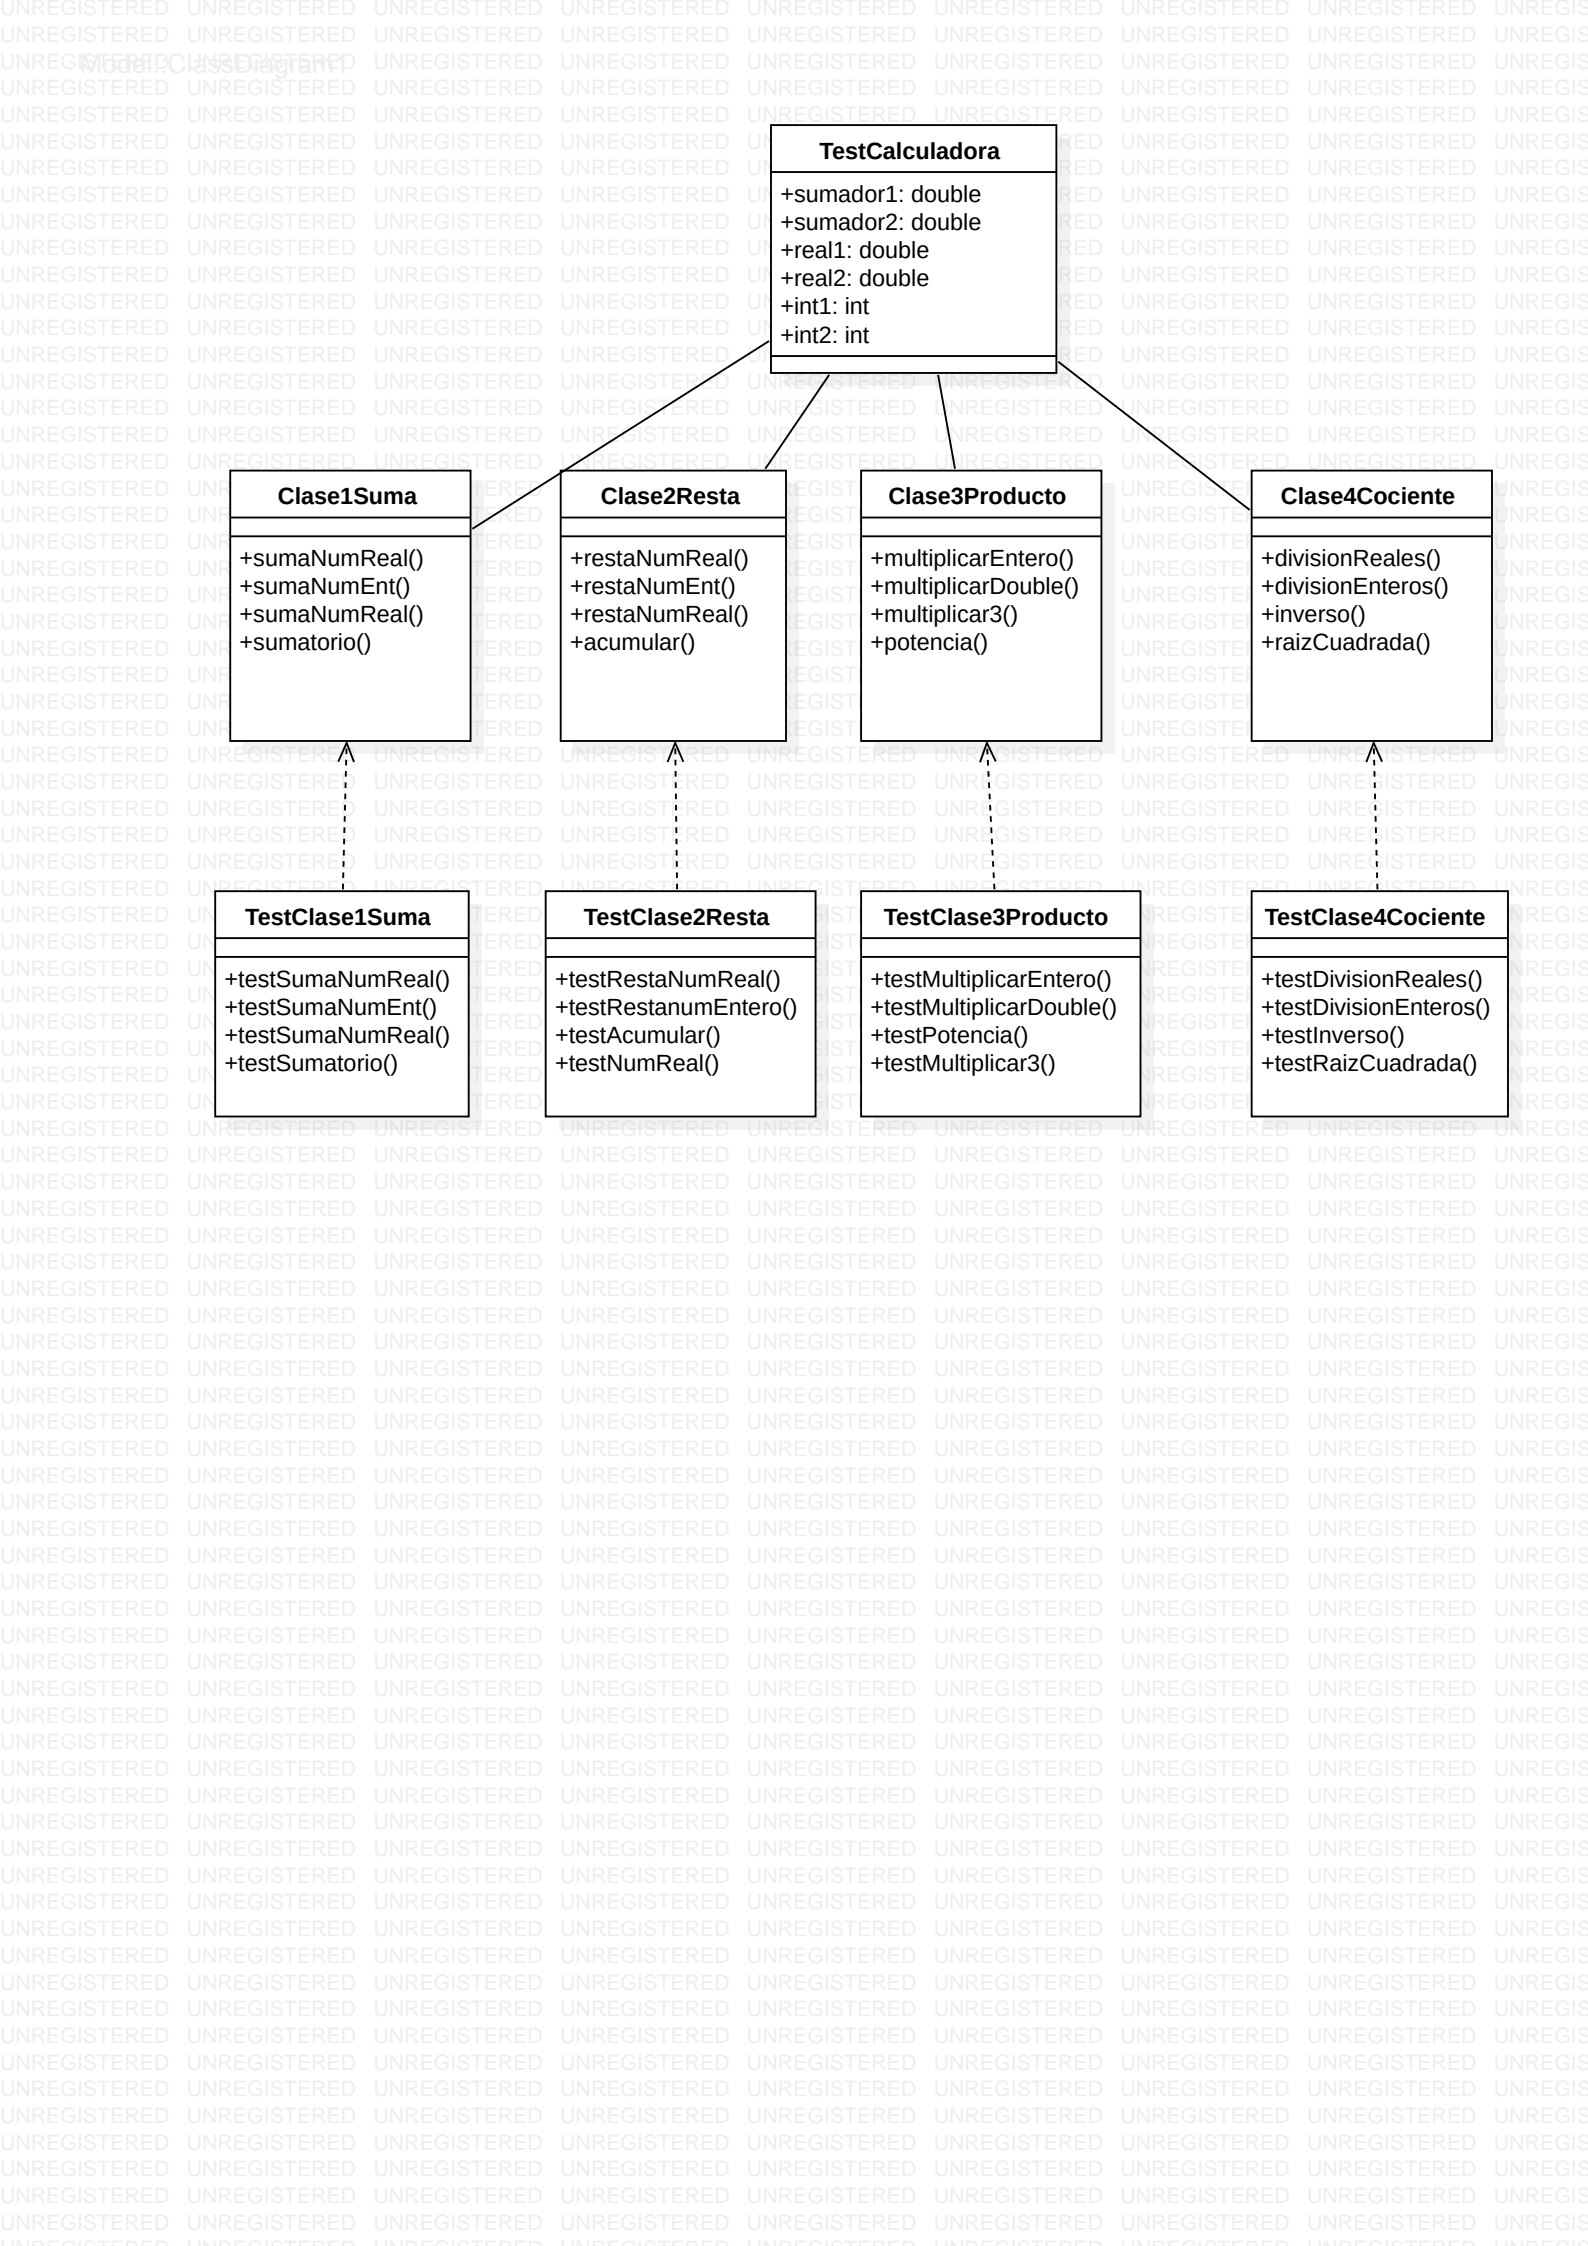 Model::ClassDiagram1
TestCalculadora
+sumador1: double
+sumador2: double
+real1: double
+real2: double
+int1: int
+int2: int
Clase1Suma
+sumaNumReal()
+sumaNumEnt()
+sumaNumReal()
+sumatorio()
Clase2Resta
+restaNumReal()
+restaNumEnt()
+restaNumReal()
+acumular()
Clase3Producto
+multiplicarEntero()
+multiplicarDouble()
+multiplicar3()
+potencia()
Clase4Cociente
+divisionReales()
+divisionEnteros()
+inverso()
+raizCuadrada()
TestClase1Suma
+testSumaNumReal()
+testSumaNumEnt()
+testSumaNumReal()
+testSumatorio()
TestClase2Resta
+testRestaNumReal()
+testRestanumEntero()
+testAcumular()
+testNumReal()
TestClase3Producto
+testMultiplicarEntero()
+testMultiplicarDouble()
+testPotencia()
+testMultiplicar3()
TestClase4Cociente
+testDivisionReales()
+testDivisionEnteros()
+testInverso()
+testRaizCuadrada()
UNREGISTERED